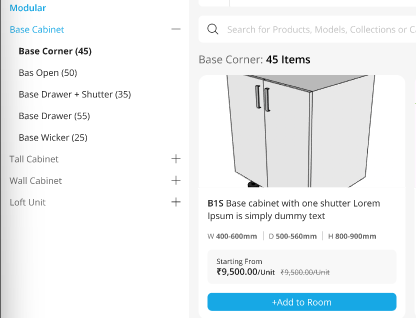 Modular
Base Cabinet
Base Corner (45)
Bas Open (50)
Base Drawer + Shutter (35)
Base Drawer (55)
Base Wicker (25)
Tall Cabinet
Wall Cabinet
Loft Unit
Search for Products, Models, Collections or C
Base Corner: 45 Items
B1S Base cabinet with one shutter Lorem
Ipsum is simply dummy text
W 400-600mm | D 500-560mm | H 800-900mm
Starting From
₹9,500.00/Unit ₹9,500.00/Unit
+Add to Room